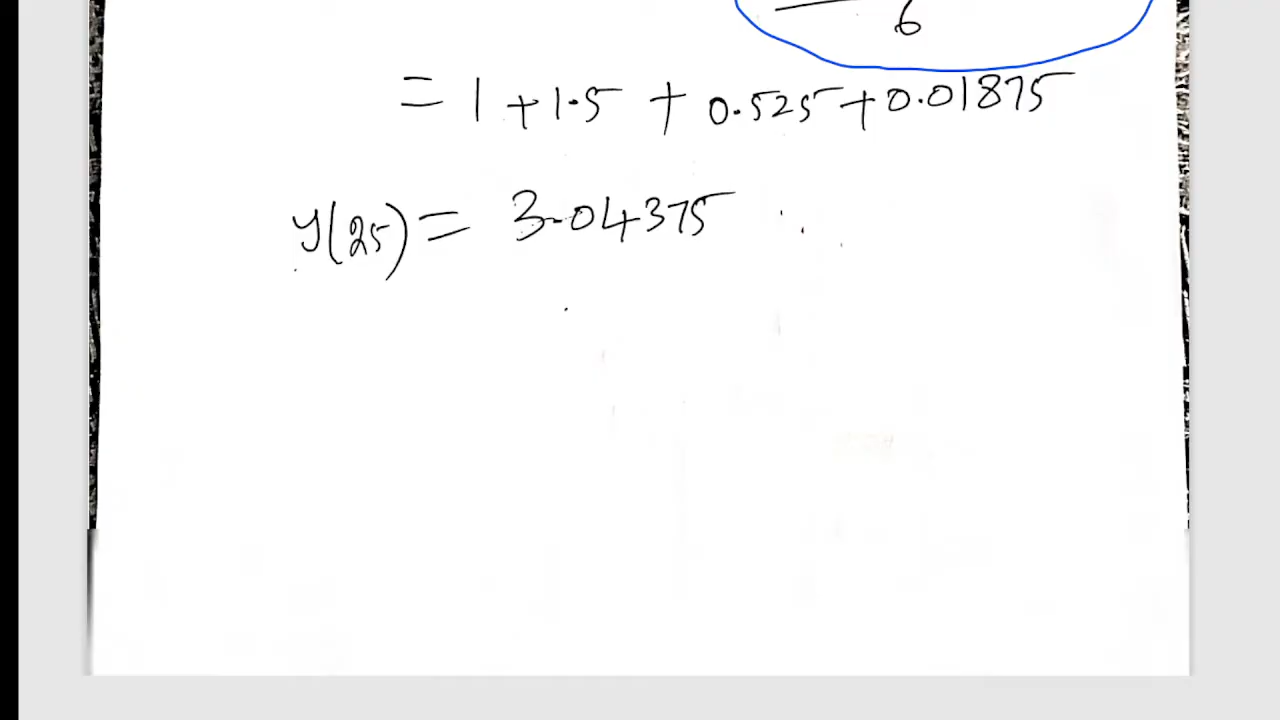 6
= 1 + 1.5 + 0.525 + 0.01875
y(25) = 3.04375